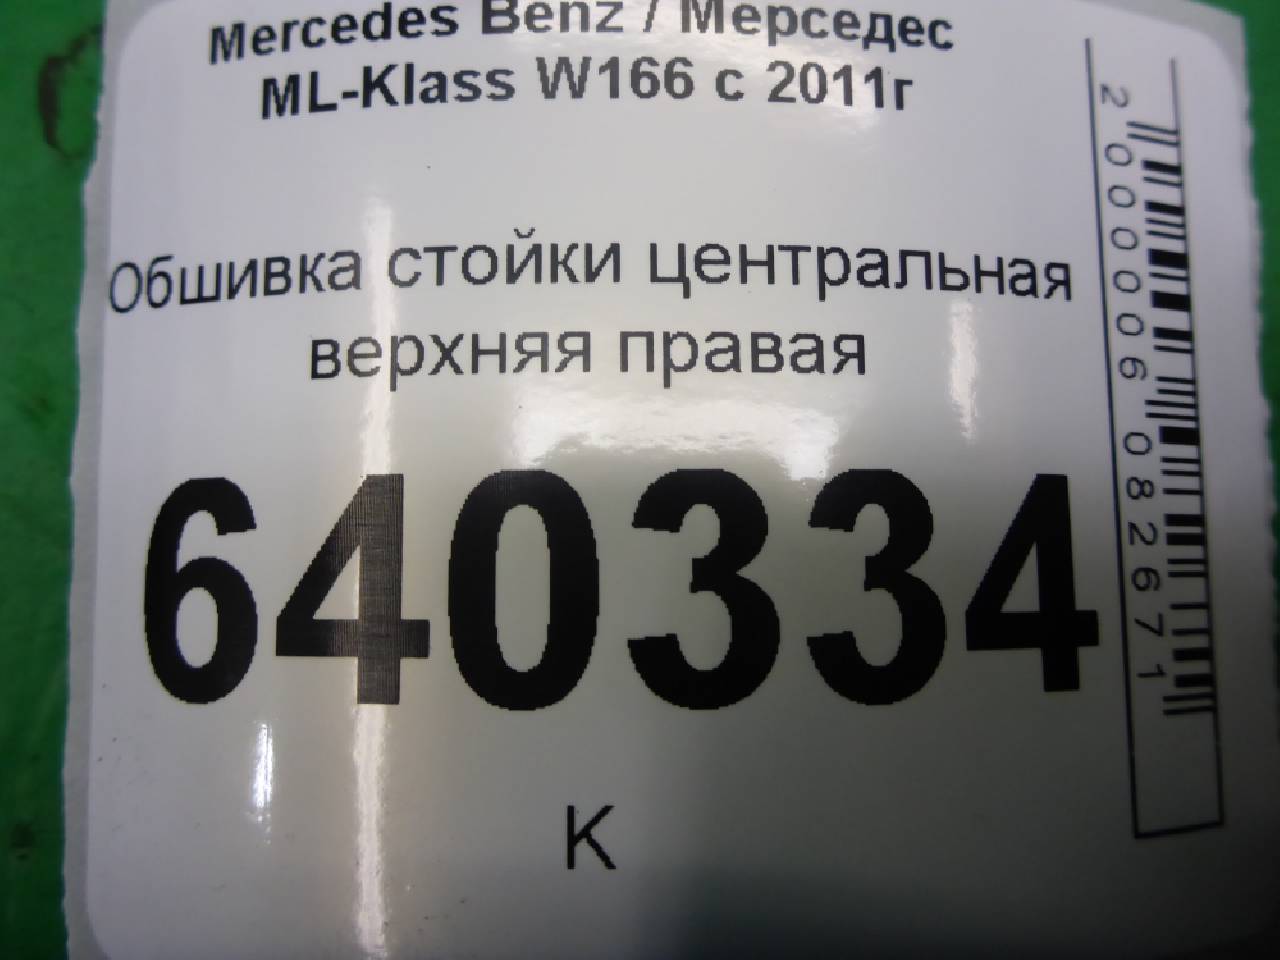 Mercedes Benz / Мерседес
ML-Klass W166 с 2011г
Обшивка стойки центральная
верхняя правая
640334
К
2000006082671